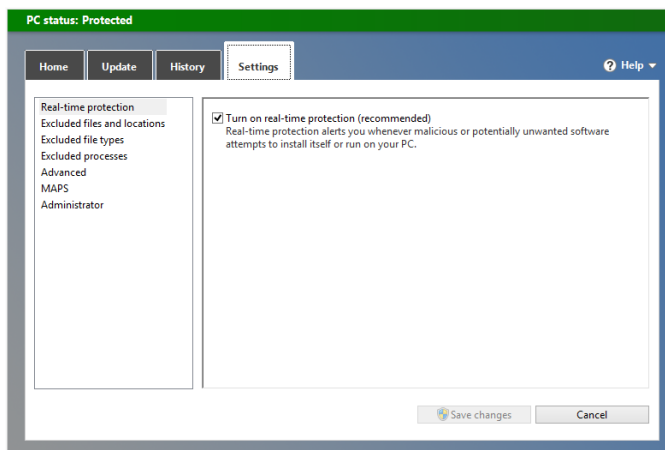 PC status: Protected
Home
Update
History
Settings
Help
Real-time protection
Excluded files and locations
Excluded file types
Excluded processes
Advanced
MAPS
Administrator
Turn on real-time protection (recommended)
Real-time protection alerts you whenever malicious or potentially unwanted software
attempts to install itself or run on your PC.
Save changes
Cancel